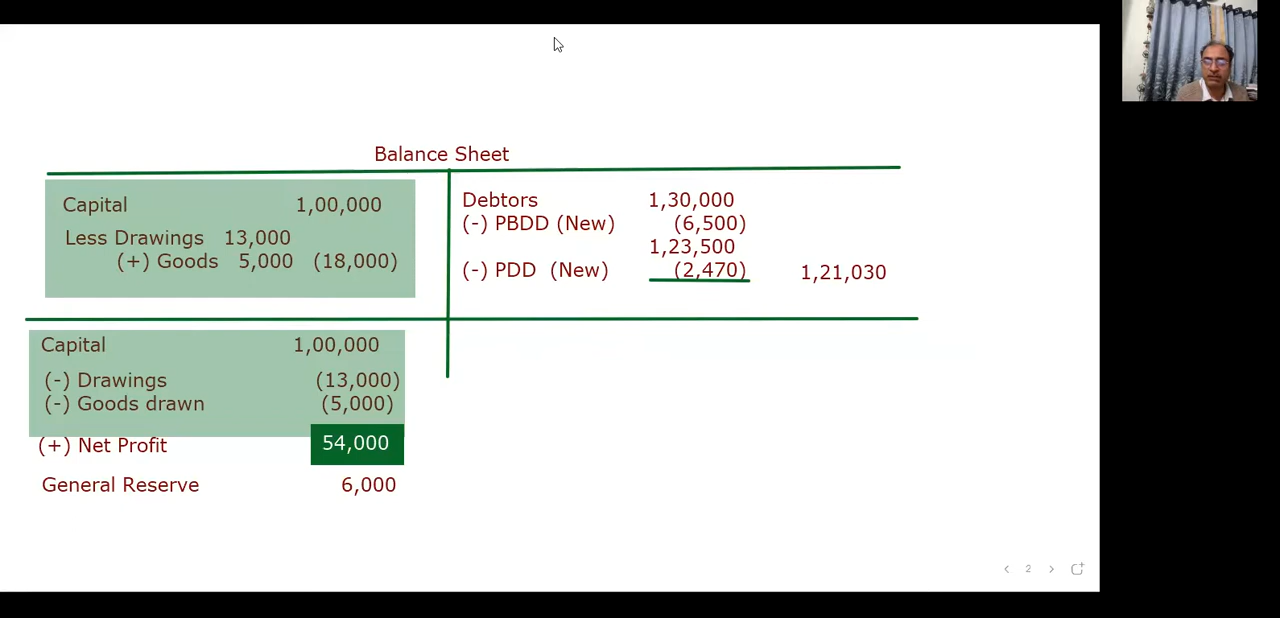 Balance Sheet
Capital 1,00,000
Less Drawings 13,000
(+) Goods 5,000 (18,000)
Debtors 1,30,000
(-) PBDD (New) (6,500)
1,23,500
(-) PDD (New) (2,470) 1,21,030
Capital 1,00,000
(-) Drawings (13,000)
(-) Goods drawn (5,000)
(+) Net Profit 54,000
General Reserve 6,000
2